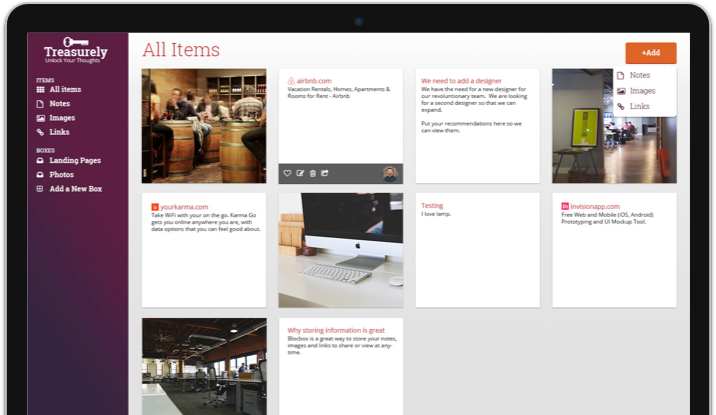 Treasurely
Unlock Your Thoughts
ITEMS
All items
Notes
Images
Links
BOXES
Landing Pages
Photos
Add a New Box
All Items
+Add
Notes
Images
Links
airbnb.com
Vacation Rentals, Homes, Apartments &
Rooms for Rent - Airbnb
We need to add a designer
We have the need for a new designer for
our revoluntionary team. We are looking
for a second designer so that we can
expand.
Put your recommendations here so we
can view them.
yourkarma.com
Take WiFi with your on the go. Karma Go
gets you online anywhere you are, with
data options that you can feel good about.
Testing
I love lamp.
in
invisionapp.com
Free Web and Mobile (iOS, Android)
Prototyping and UI Mockup Tool.
Why storing information is great
Blocbox is a great way to store your notes,
images and links to share or view at any-
time.